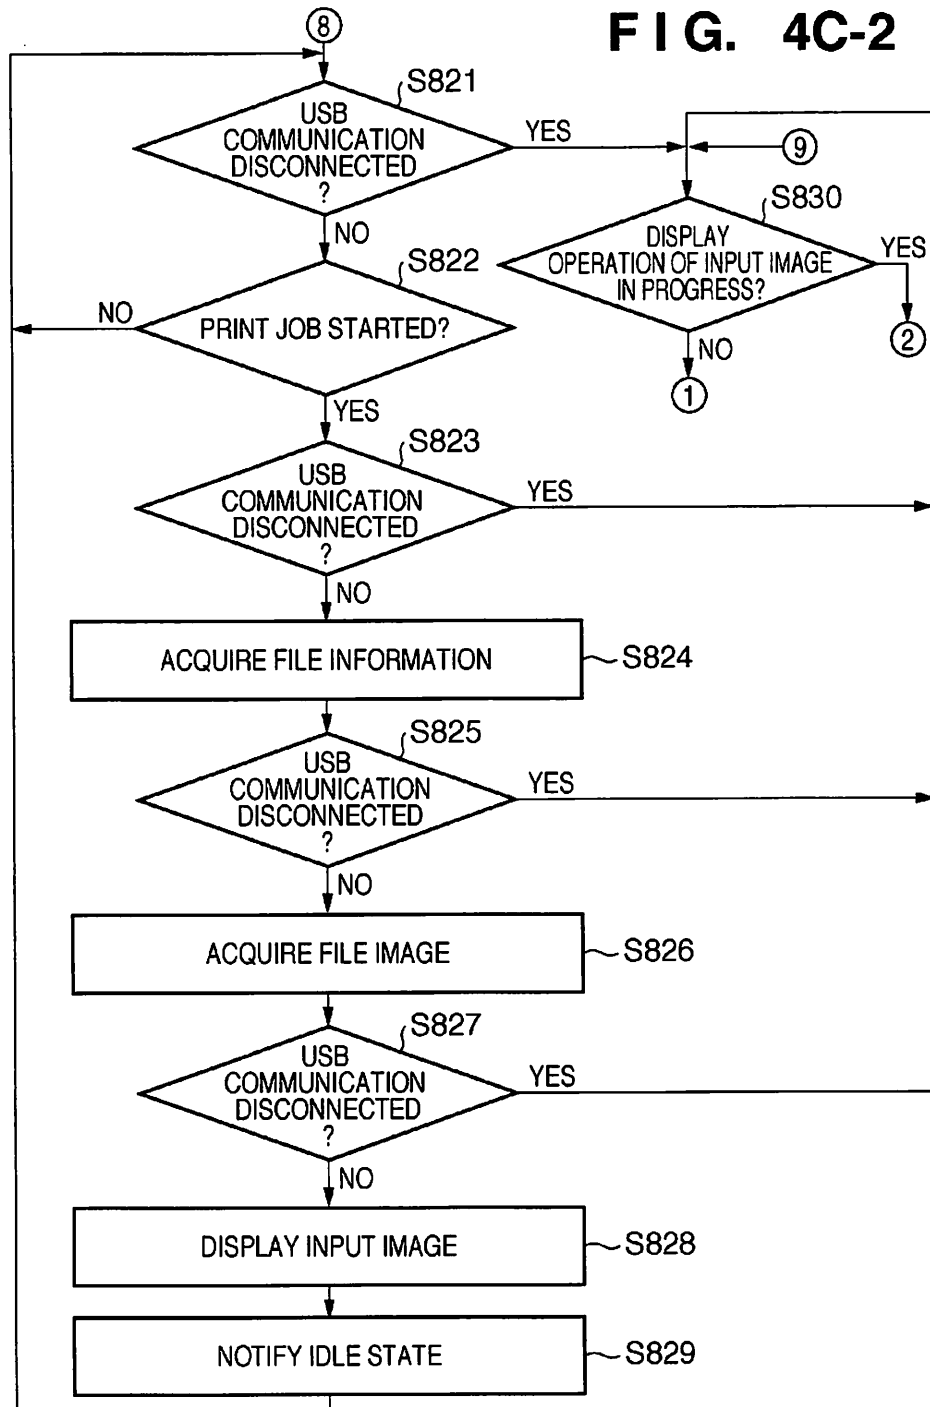 FIG. 4C-2
8
S821
USB
COMMUNICATION
DISCONNECTED
?
YES
NO
9
S830
DISPLAY
OPERATION OF INPUT IMAGE
IN PROGRESS?
YES
2
NO
1
S822
PRINT JOB STARTED?
NO
YES
S823
USB
COMMUNICATION
DISCONNECTED
?
YES
NO
ACQUIRE FILE INFORMATION
S824
S825
USB
COMMUNICATION
DISCONNECTED
?
YES
NO
ACQUIRE FILE IMAGE
S826
S827
USB
COMMUNICATION
DISCONNECTED
?
YES
NO
DISPLAY INPUT IMAGE
S828
NOTIFY IDLE STATE
S829